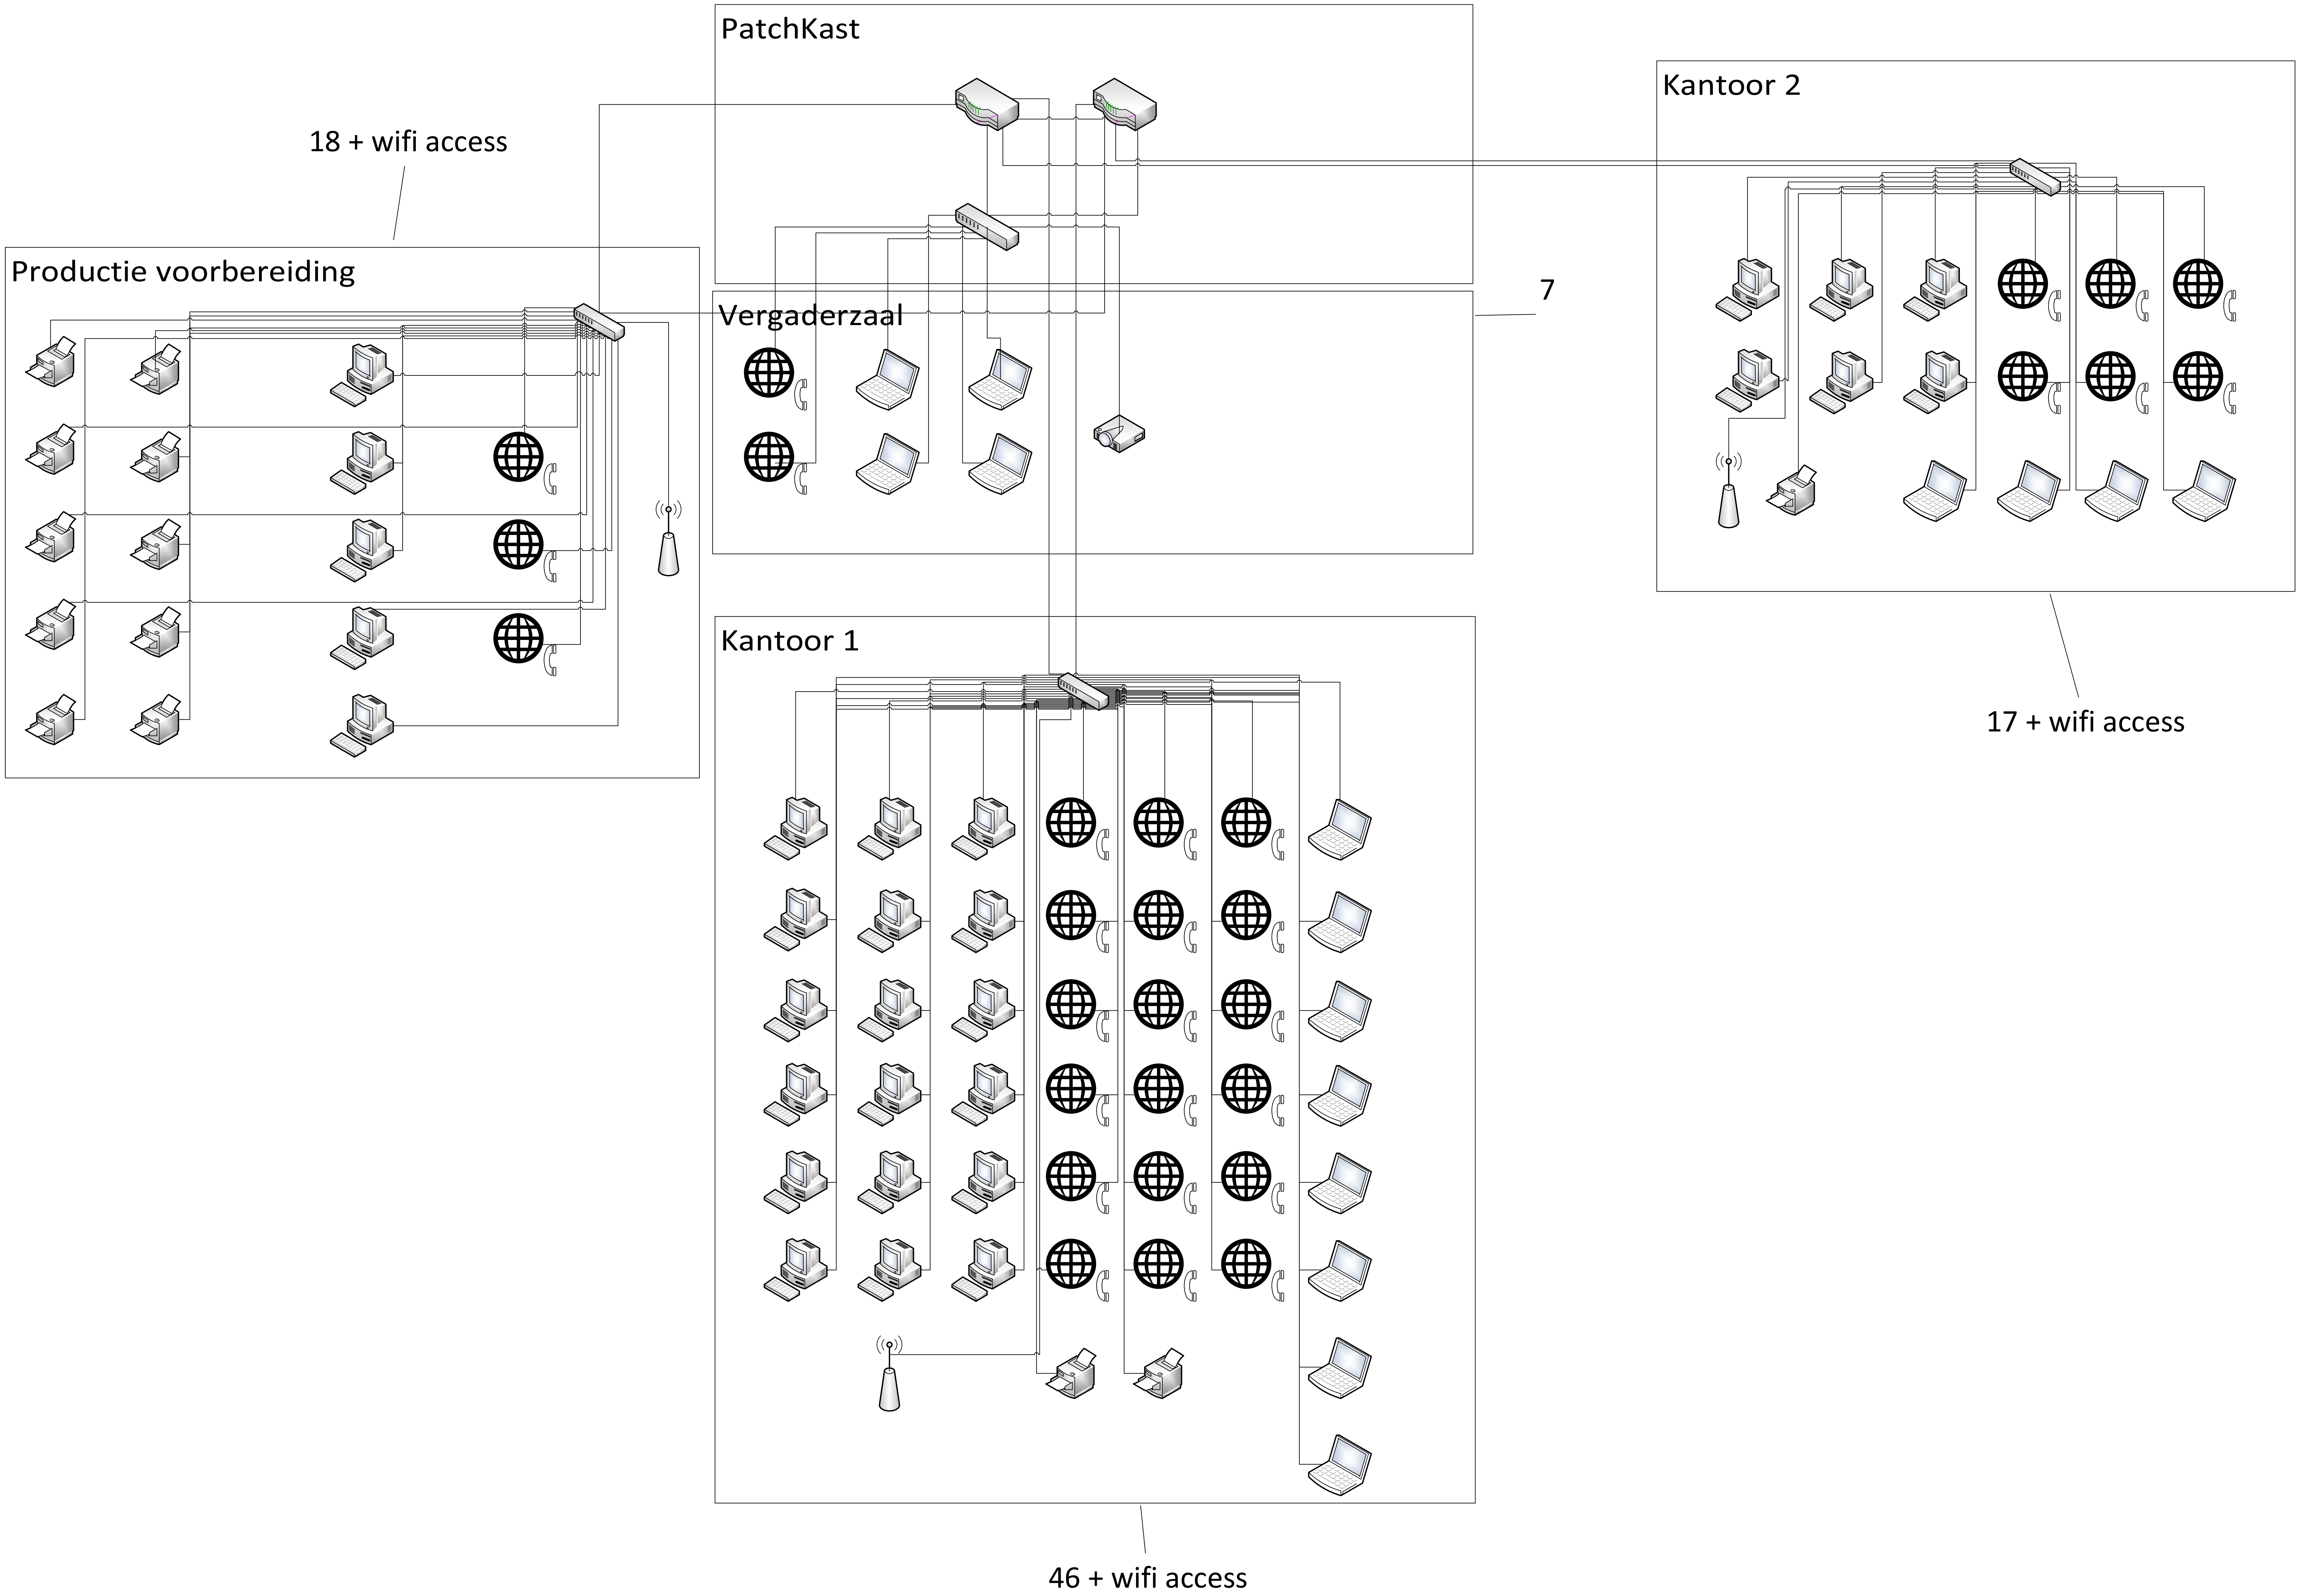 PatchKast
Kantoor 2
18 + wifi access
Productie voorbereiding
Vergaderzaal
7
Kantoor 1
17 + wifi access
46 + wifi access